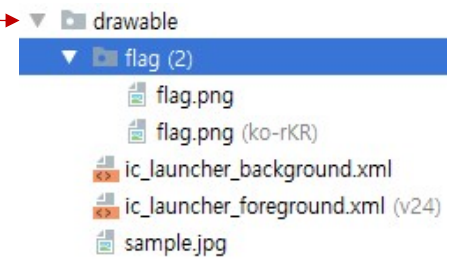 drawable
flag (2)
flag.png
flag.png (ko-rKR)
ic_launcher_background.xml
ic_launcher_foreground.xml (v24)
sample.jpg